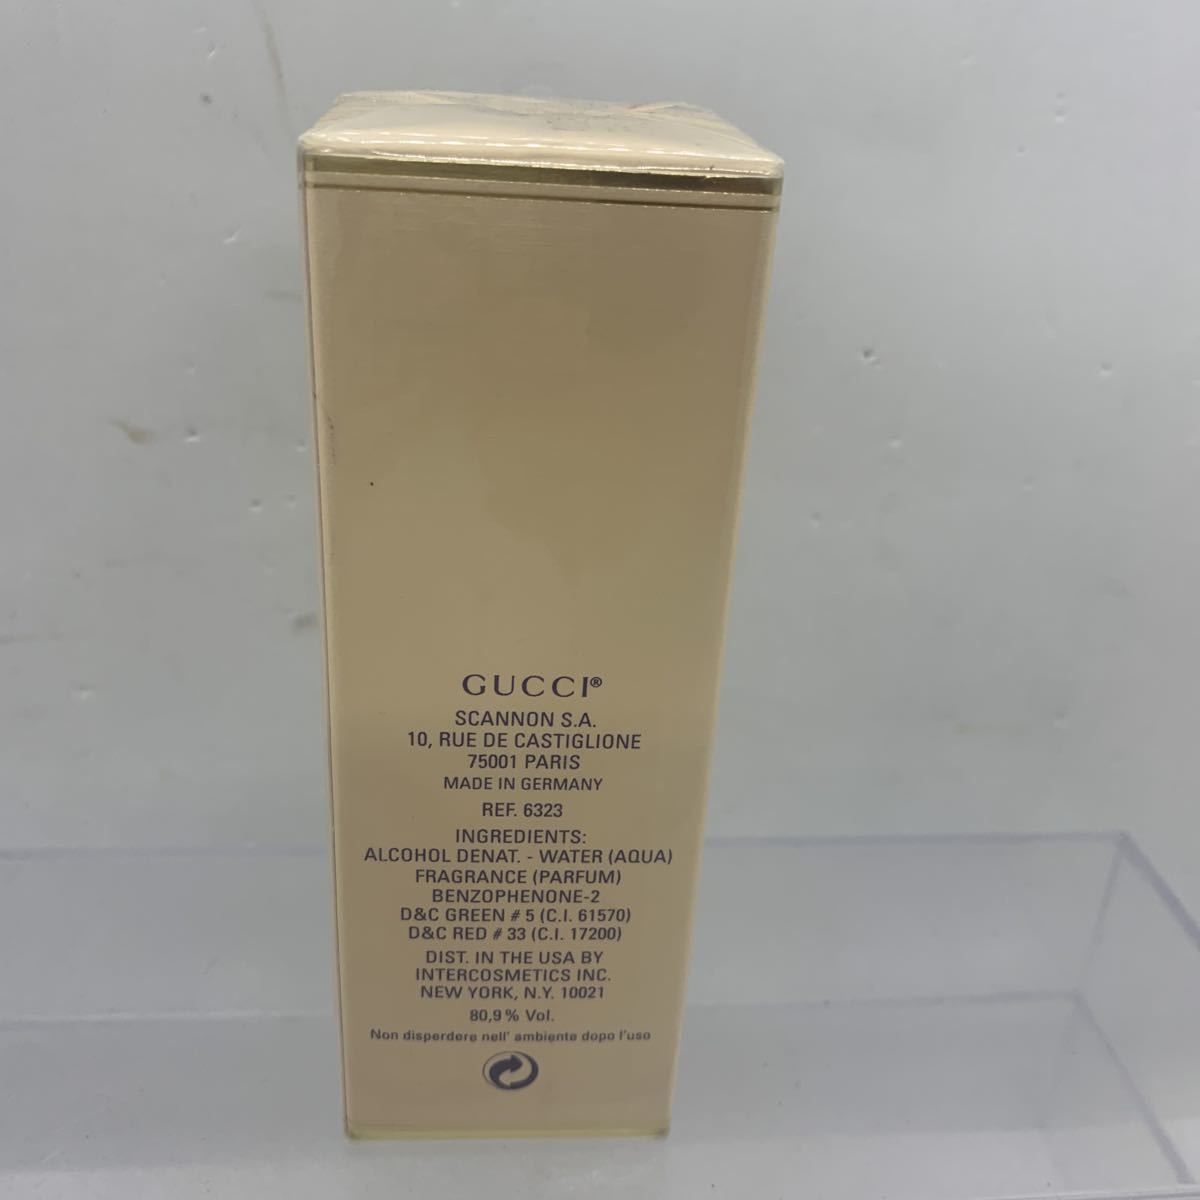 GUCCI®
SCANNON S.A.
10, RUE DE CASTIGLIONE
75001 PARIS
MADE IN GERMANY
REF. 6323
INGREDIENTS:
ALCOHOL DENAT. - WATER (AQUA)
FRAGRANCE (PARFUM)
BENZOPHENONE-2
D&C GREEN # 5 (C.I. 61570)
D&C RED # 33 (C.I. 17200)
DIST. IN THE USA BY
INTERCOSMETICS INC.
NEW YORK, N.Y. 10021
80,9% Vol.
Non disperdere nell' ambiente dopo l'uso